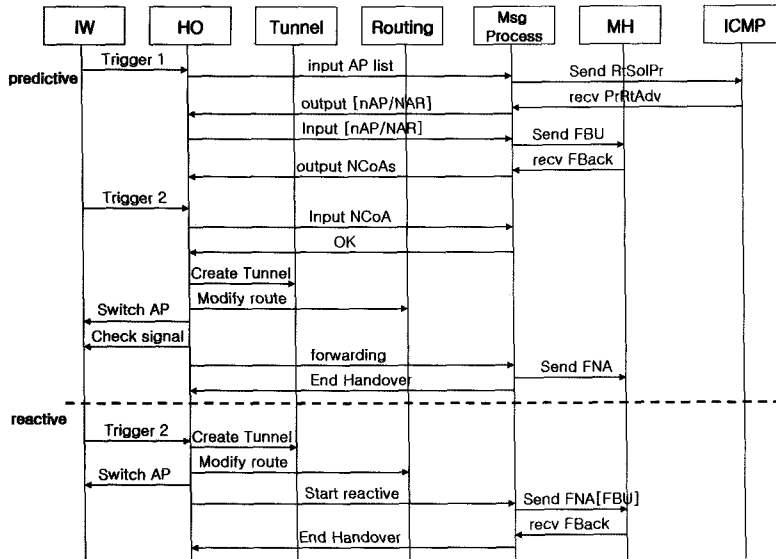 IW HO Tunnel Routing Msg Process MH ICMP
predictive
Trigger 1
input AP list
Send RtSolPr
recv PrRtAdv
output [nAP/NAR]
Input [nAP/NAR]
Send FBU
recv FBack
output NCoAs
Trigger 2
Input NCoA
OK
Create Tunnel
Modify route
Switch AP
Check signal
forwarding
Send FNA
End Handover
reactive
Trigger 2
Create Tunnel
Modify route
Switch AP
Start reactive
Send FNA[FBU]
recv FBack
End Handover